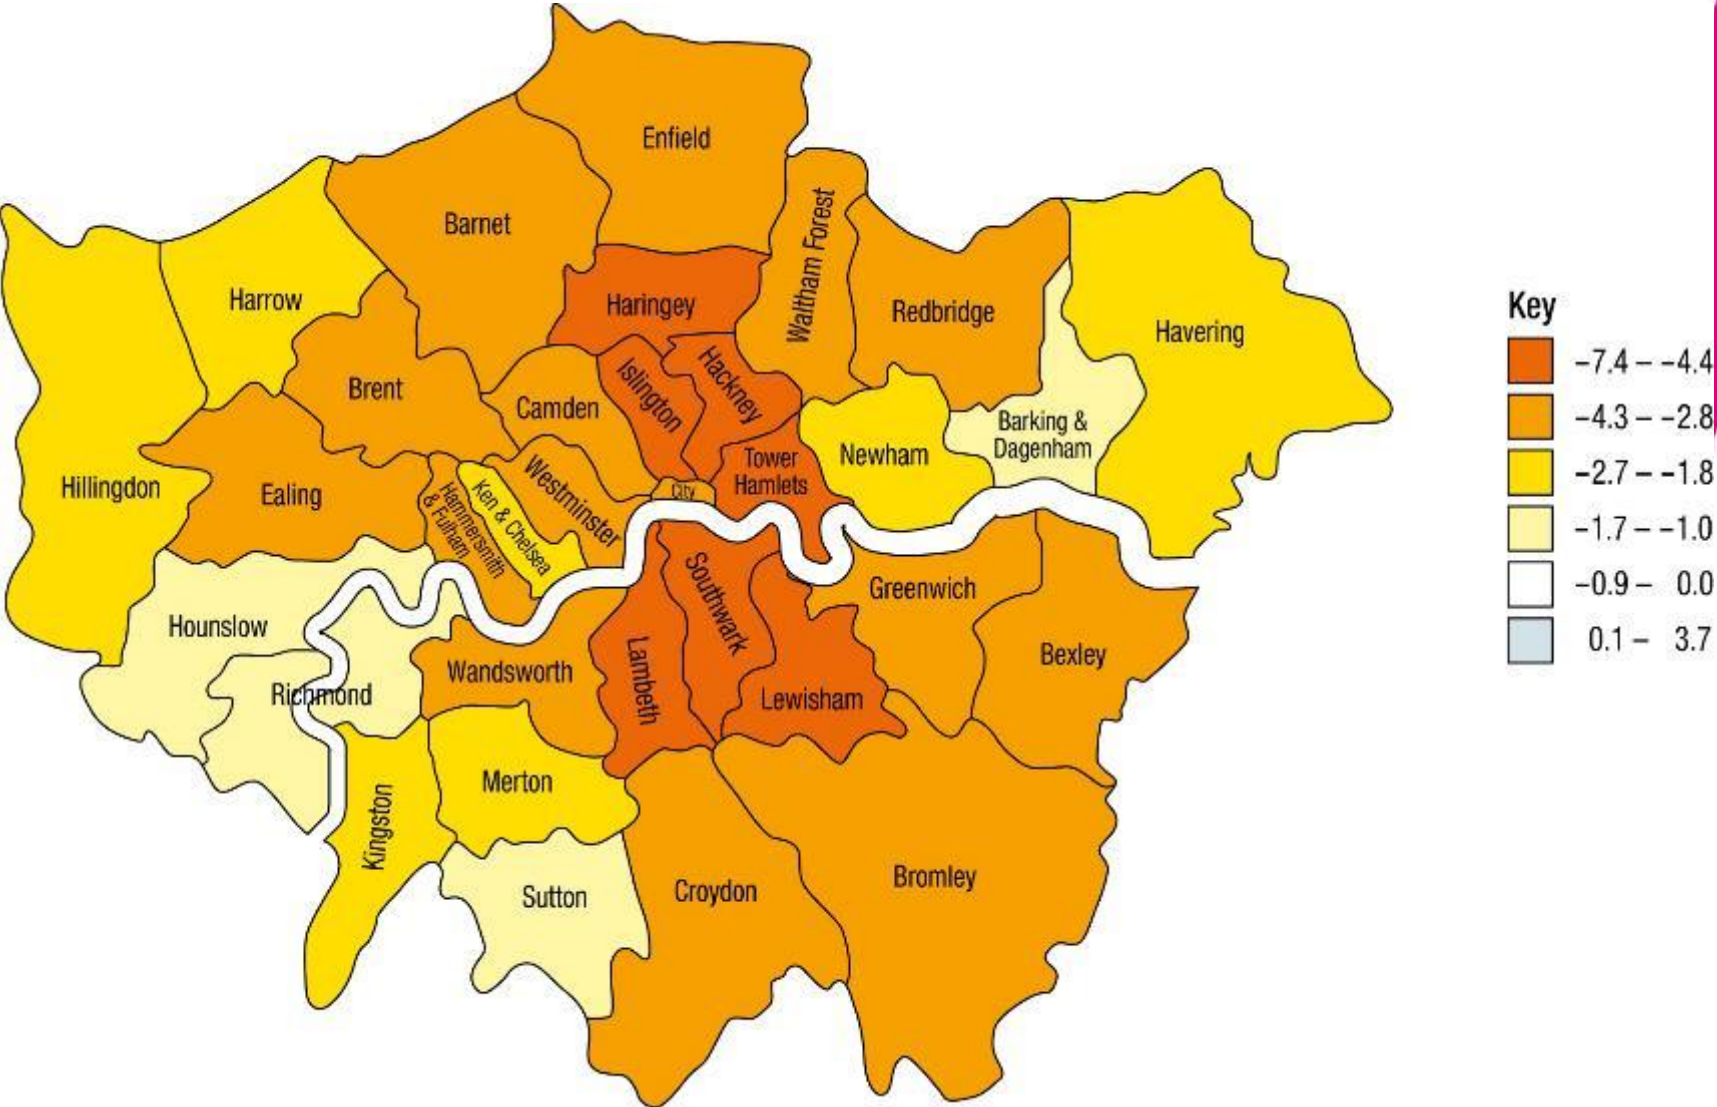 Enfield
Barnet
Waltham Forest
Harrow
Haringey
Redbridge
Havering
Brent
Camden
Islington
Hackney
Barking &
Dagenham
Hillingdon
Ealing
Hammersmith
& Fulham
Ken & Chelsea
Westminster
City
Tower
Hamlets
Newham
Hounslow
Richmond
Wandsworth
Lambeth
Southwark
Lewisham
Greenwich
Bexley
Kingston
Merton
Sutton
Croydon
Bromley
Key
−7.4 – −4.4
−4.3 – −2.8
−2.7 – −1.8
−1.7 – −1.0
−0.9 – 0.0
0.1 – 3.7